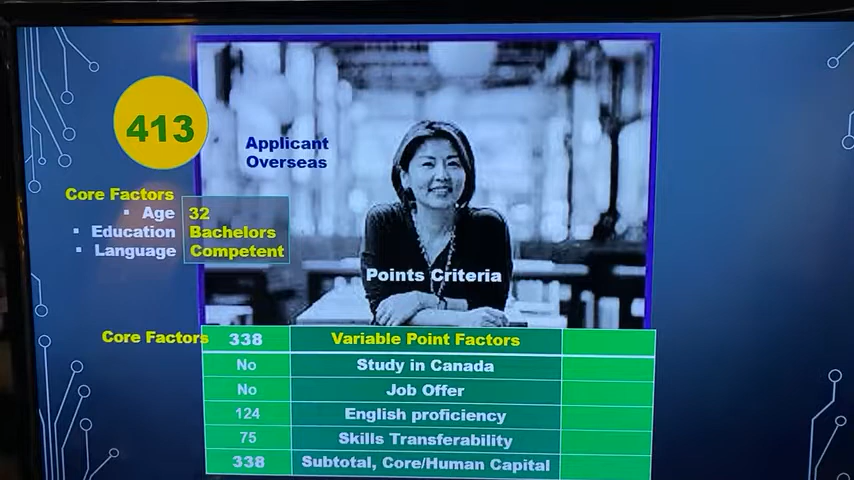 413
Applicant
Overseas
Core Factors
▪ Age 32
▪ Education Bachelors
▪ Language Competent
Points Criteria
Core Factors 338 Variable Point Factors
No Study in Canada
No Job Offer
124 English proficiency
75 Skills Transferability
338 Subtotal, Core/Human Capital